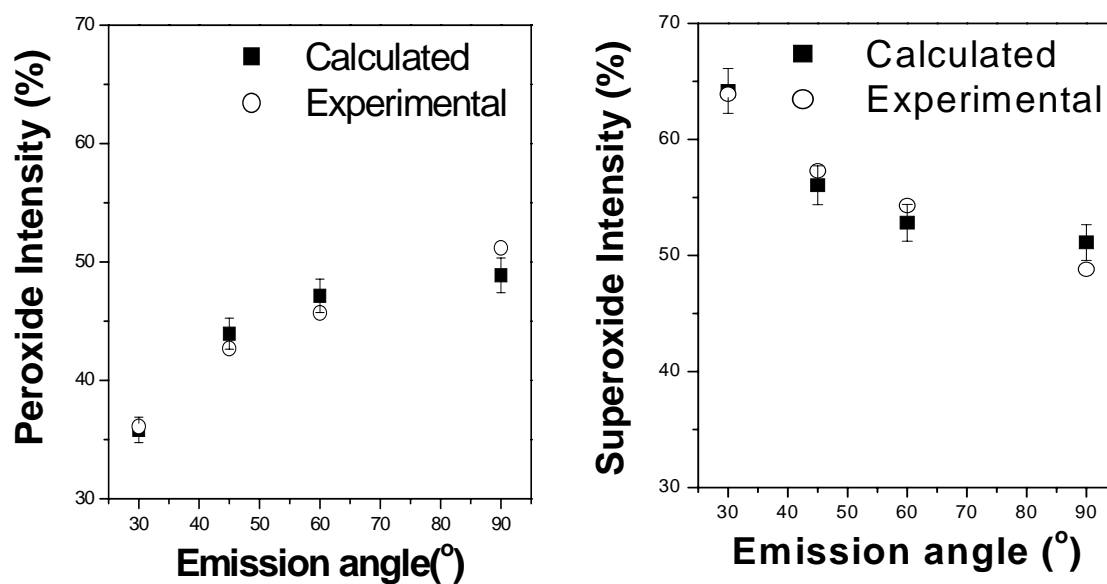 Peroxide Intensity (%)
70
60
50
40
30
Calculated
Experimental
30 40 50 60 70 80 90
Emission angle(o)
Superoxide Intensity (%)
70
60
50
40
30
Calculated
Experimental
30 40 50 60 70 80 90
Emission angle (o)